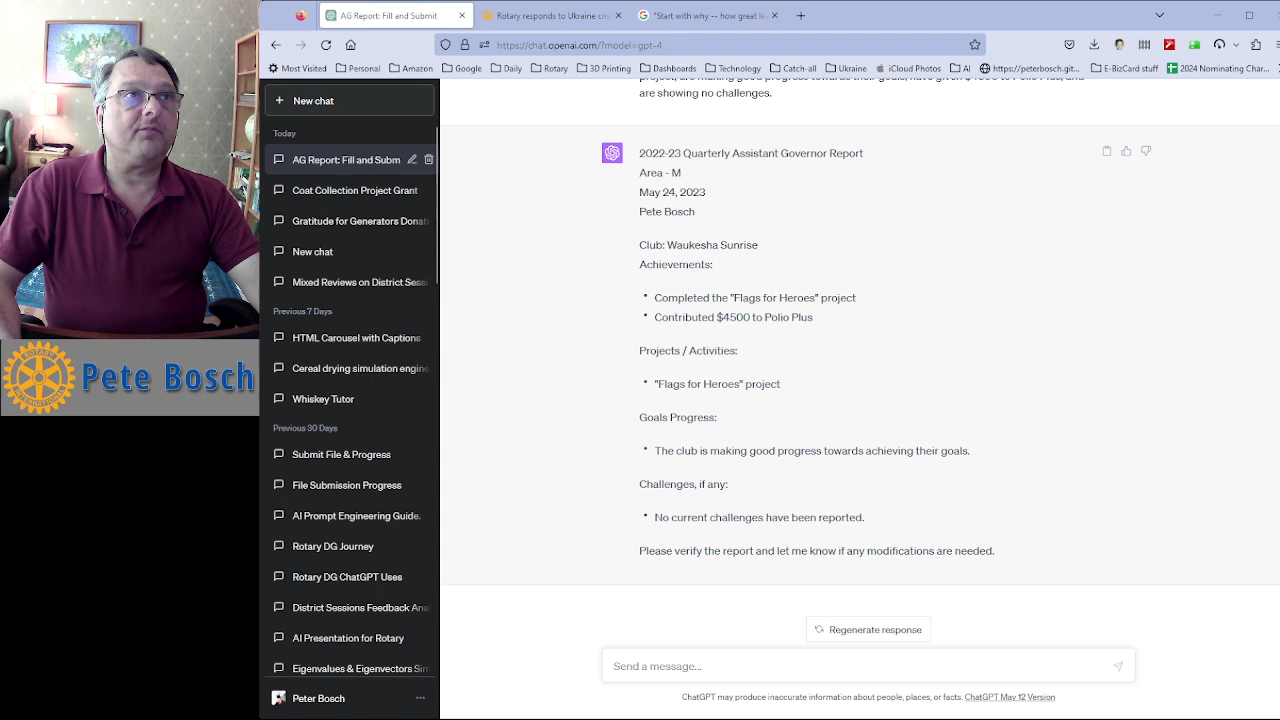 AG Report: Fill and Submit
Rotary responds to Ukraine cris
"Start with why -- how great le
https://chat.openai.com/?model=gpt-4
Most Visited
Personal
Amazon
Google
Daily
Rotary
3D Printing
Dashboards
Technology
Catch-all
Ukraine
iCloud Photos
AI
https://peterbosch.gi...
E-BizCard stuff
2024 Nominating Char...
New chat
Today
AG Report: Fill and Subm
Coat Collection Project Grant
Gratitude for Generators Donati
New chat
Mixed Reviews on District Sessi
Previous 7 Days
HTML Carousel with Captions
Cereal drying simulation engine
Whiskey Tutor
Previous 30 Days
Submit File & Progress
File Submission Progress
AI Prompt Engineering Guide.
Rotary DG Journey
Rotary DG ChatGPT Uses
District Sessions Feedback Ana
AI Presentation for Rotary
Eigenvalues & Eigenvectors Sim
Peter Bosch
are showing no challenges.
2022-23 Quarterly Assistant Governor Report
Area - M
May 24, 2023
Pete Bosch
Club: Waukesha Sunrise
Achievements:
• Completed the "Flags for Heroes" project
• Contributed $4500 to Polio Plus
Projects / Activities:
• "Flags for Heroes" project
Goals Progress:
• The club is making good progress towards achieving their goals.
Challenges, if any:
• No current challenges have been reported.
Please verify the report and let me know if any modifications are needed.
Regenerate response
Send a message...
ChatGPT may produce inaccurate information about people, places, or facts. ChatGPT May 12 Version
ROTARY
INTERNATIONAL
Pete Bosch